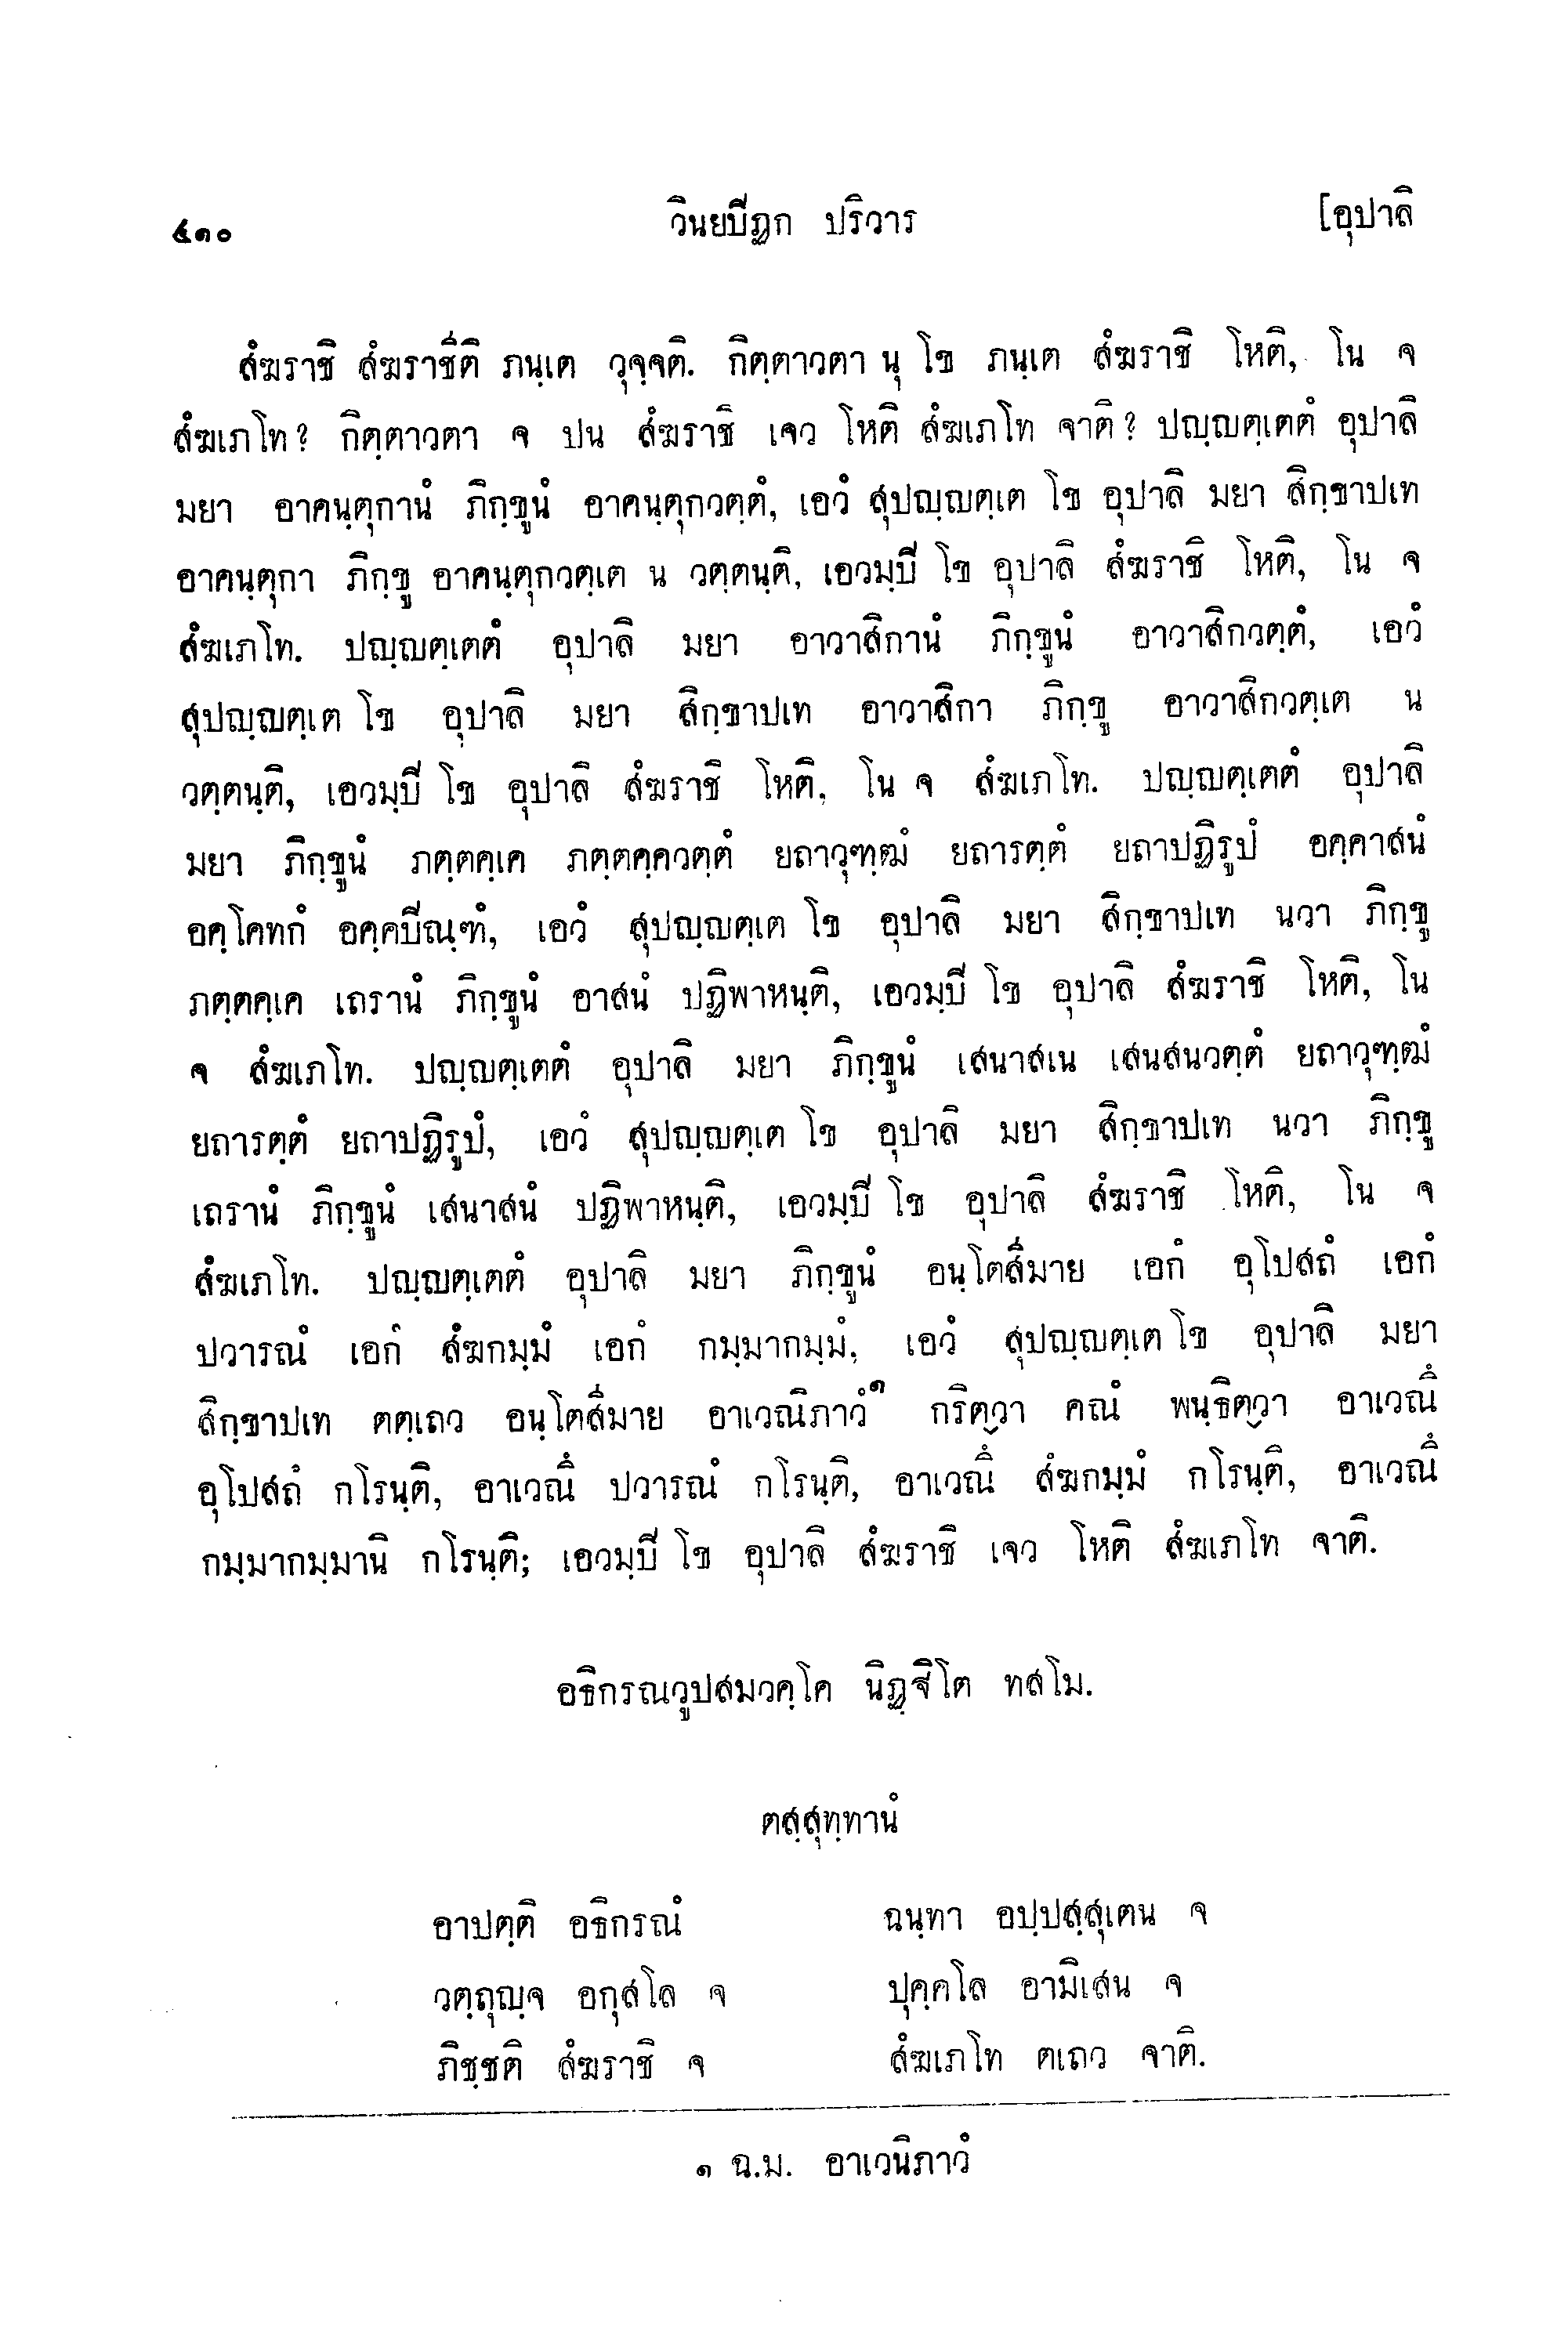 ๔๑๐ วินยปิฏก ปริวาร [อุปาลิ
สํฆราชิ สํฆราชีติ ภนฺเต วุจฺจติ. กิตฺตาวตา นุ โข ภนฺเต สํฆราชิ โหติ, โน จ
สํฆเภโท? กิตฺตาวตา จ ปน สํฆราชิ เจว โหติ สํฆเภโท จาติ? ปญฺญตฺเตตํ อุปาลิ
มยา อาคนฺตุกานํ ภิกฺขูนํ อาคนฺตุกวตฺตํ, เอวํ สุปญฺญตฺเต โข อุปาลิ มยา สิกฺขาปเท
อาคนฺตุกา ภิกฺขู อาคนฺตุกวตฺเต น วตฺตนฺติ, เอวมฺปิ โข อุปาลิ สํฆราชิ โหติ, โน จ
สํฆเภโท. ปญฺญตฺเตตํ อุปาลิ มยา อาวาสิกานํ ภิกฺขูนํ อาวาสิกวตฺตํ, เอวํ
สุปญฺญตฺเต โข อุปาลิ มยา สิกฺขาปเท อาวาสิกา ภิกฺขู อาวาสิกวตฺเต น
วตฺตนฺติ, เอวมฺปิ โข อุปาลิ สํฆราชิ โหติ, โน จ สํฆเภโท. ปญฺญตฺเตตํ อุปาลิ
มยา ภิกฺขูนํ ภตฺตคฺเค ภตฺตคฺควตฺตํ ยถาวุฑฺฒํ ยถารตฺตํ ยถาปฏิรูปํ อคฺคาสนํ
อคฺโคทกํ อคฺคปิณฺฑํ, เอวํ สุปญฺญตฺเต โข อุปาลิ มยา สิกฺขาปเท นวา ภิกฺขู
ภตฺตคฺเค เถรานํ ภิกฺขูนํ อาสนํ ปฏิพาหนฺติ, เอวมฺปิ โข อุปาลิ สํฆราชิ โหติ, โน
จ สํฆเภโท. ปญฺญตฺเตตํ อุปาลิ มยา ภิกฺขูนํ เสนาสเน เสนสนวตฺตํ ยถาวุฑฺฒํ
ยถารตฺตํ ยถาปฏิรูปํ, เอวํ สุปญฺญตฺเต โข อุปาลิ มยา สิกฺขาปเท นวา ภิกฺขู
เถรานํ ภิกฺขูนํ เสนาสนํ ปฏิพาหนฺติ, เอวมฺปิ โข อุปาลิ สํฆราชิ โหติ, โน จ
สํฆเภโท. ปญฺญตฺเตตํ อุปาลิ มยา ภิกฺขูนํ อนฺโตสีมาย เอกํ อุโปสถํ เอกํ
ปวารณํ เอกํ สํฆกมฺมํ เอกํ กมฺมากมฺมํ, เอวํ สุปญฺญตฺเต โข อุปาลิ มยา
สิกฺขาปเท ตตฺเถว อนฺโตสีมาย อาเวณิภาวํ๑ กริตฺวา คณํ พนฺธิตฺวา อาเวณึ
อุโปสถํ กโรนฺติ, อาเวณึ ปวารณํ กโรนฺติ, อาเวณึ สํฆกมฺมํ กโรนฺติ, อาเวณึ
กมฺมากมฺมานิ กโรนฺติ; เอวมฺปิ โข อุปาลิ สํฆราชิ เจว โหติ สํฆเภโท จาติ.
อธิกรณวูปสมวคฺโค นิฏฺฐิโต ทสโม.
ตสฺสุทฺทานํ
อาปตฺติ อธิกรณํ ฉนฺทา อปฺปสฺสุเตน จ
วตฺถุญฺจ อกุสโล จ ปุคฺคโล อามิเสน จ
ภิชฺชติ สํฆราชิ จ สํฆเภโท ตเถว จาติ.
๑ ฉ.ม. อาเวนิภาวํ